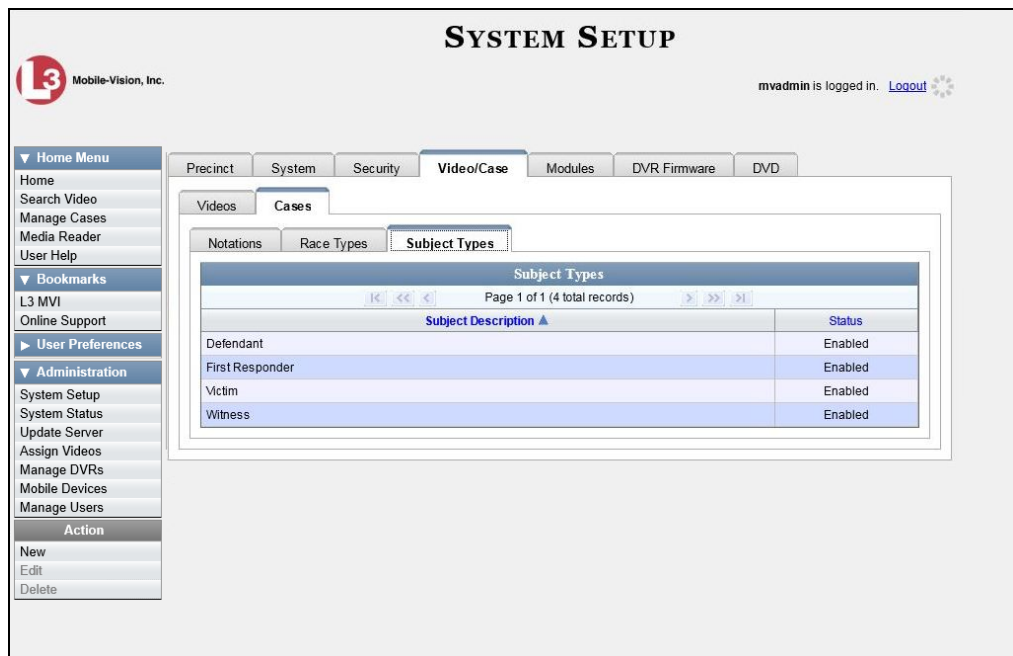 SYSTEM SETUP
L3 Mobile-Vision, Inc.
mvadmin is logged in. Logout
▼ Home Menu
Home
Search Video
Manage Cases
Media Reader
User Help
▼ Bookmarks
L3 MVI
Online Support
► User Preferences
▼ Administration
System Setup
System Status
Update Server
Assign Videos
Manage DVRs
Mobile Devices
Manage Users
Action
New
Edit
Delete
Precinct System Security Video/Case Modules DVR Firmware DVD
Videos Cases
Notations Race Types Subject Types
Subject Types
|< << < Page 1 of 1 (4 total records) > >> >|
Subject Description ▲ Status
Defendant Enabled
First Responder Enabled
Victim Enabled
Witness Enabled